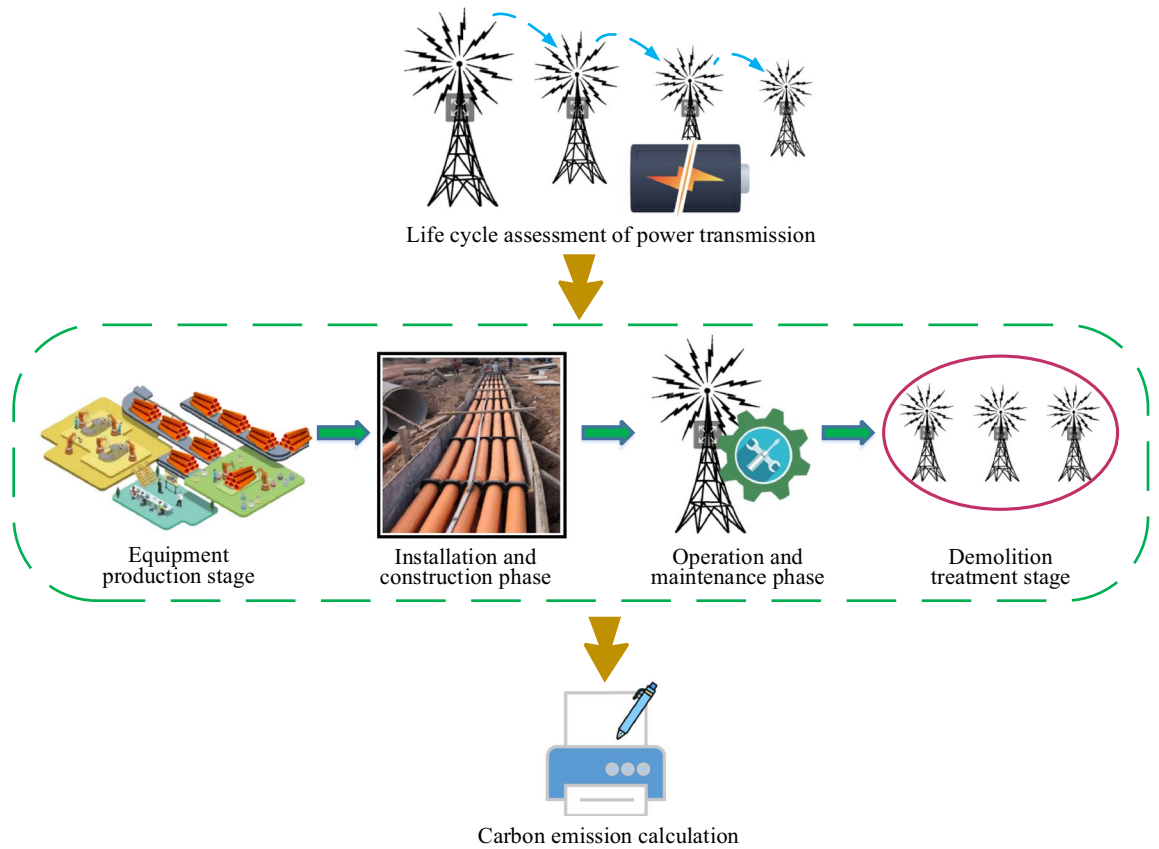 Life cycle assessment of power transmission
Equipment
production stage
Installation and
construction phase
Operation and
maintenance phase
Demolition
treatment stage
Carbon emission calculation